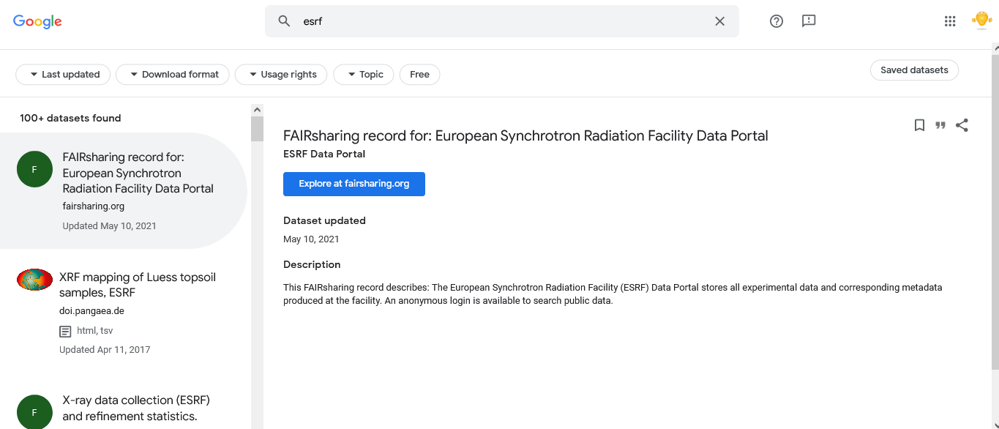 Google
esrf
Last updated
Download format
Usage rights
Topic
Free
Saved datasets
100+ datasets found
F
FAIRsharing record for:
European Synchrotron
Radiation Facility Data Portal
fairsharing.org
Updated May 10, 2021
XRF mapping of Luess topsoil
samples, ESRF
doi.pangaea.de
html, tsv
Updated Apr 11, 2017
F
X-ray data collection (ESRF)
and refinement statistics.
FAIRsharing record for: European Synchrotron Radiation Facility Data Portal
ESRF Data Portal
Explore at fairsharing.org
Dataset updated
May 10, 2021
Description
This FAIRsharing record describes: The European Synchrotron Radiation Facility (ESRF) Data Portal stores all experimental data and corresponding metadata
produced at the facility. An anonymous login is available to search public data.